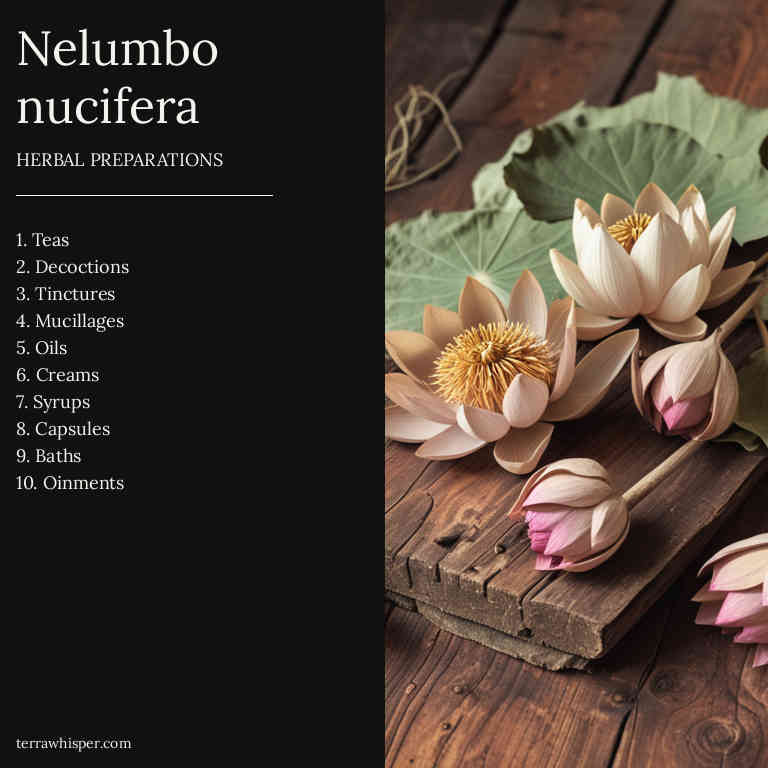 Nelumbo
nucifera
HERBAL PREPARATIONS
1. Teas
2. Decoctions
3. Tinctures
4. Mucillages
5. Oils
6. Creams
7. Syrups
8. Capsules
9. Baths
10. Oinments
terrawhisper.com